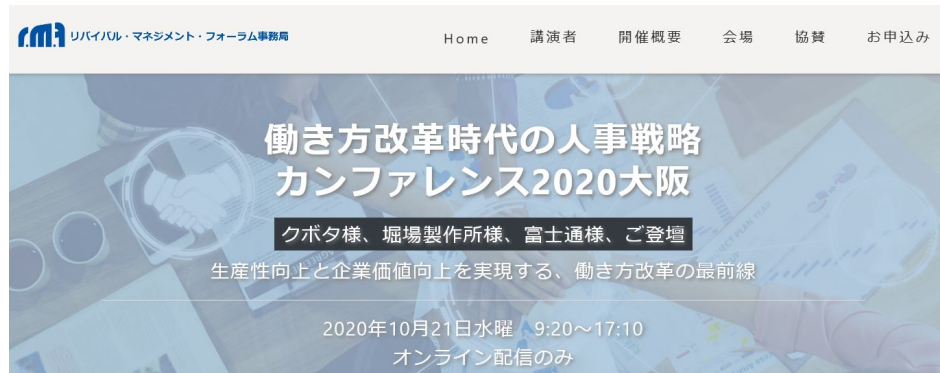 r.m.f リバイバル・マネジメント・フォーラム事務局
Home 講演者 開催概要 会場 協賛 お申込み
働き方改革時代の人事戦略
カンファレンス2020大阪
クボタ様、堀場製作所様、富士通様、ご登壇
生産性向上と企業価値向上を実現する、働き方改革の最前線
2020年10月21日水曜 9:20～17:10
オンライン配信のみ